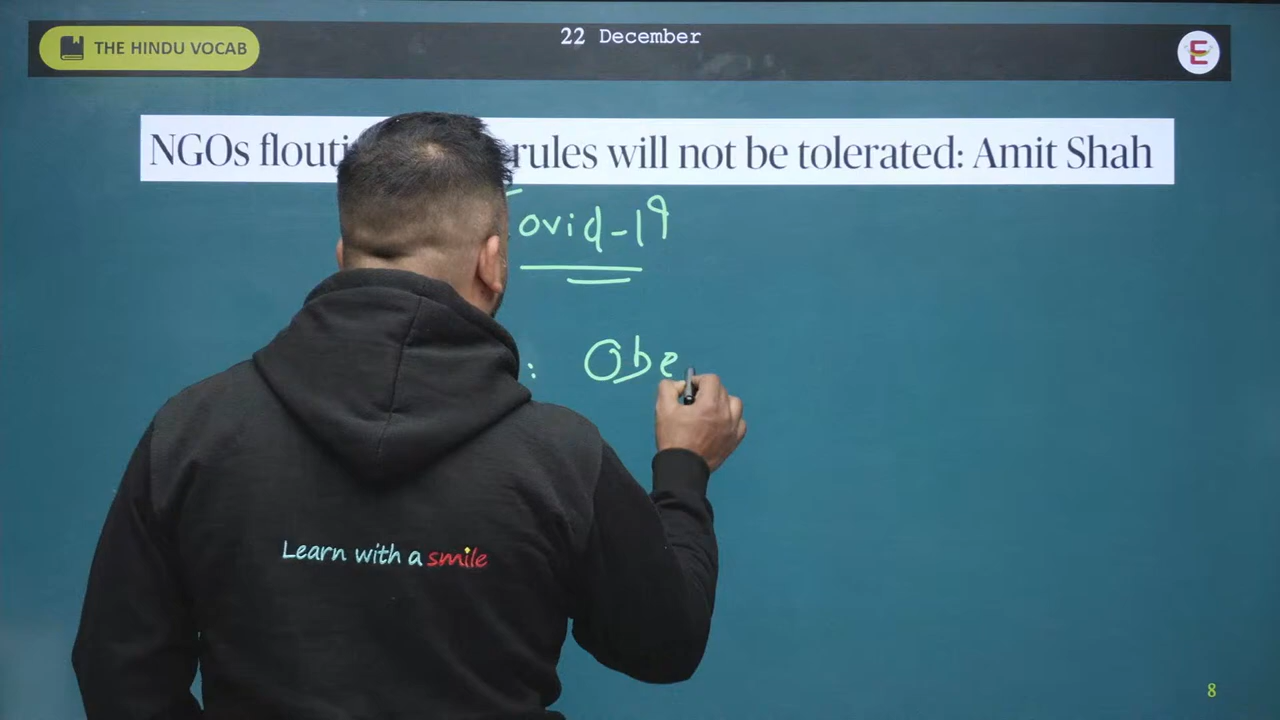 THE HINDU VOCAB
22 December
E
NGOs flouti rules will not be tolerated: Amit Shah
ovid-19
: Obe
Learn with a smile
8